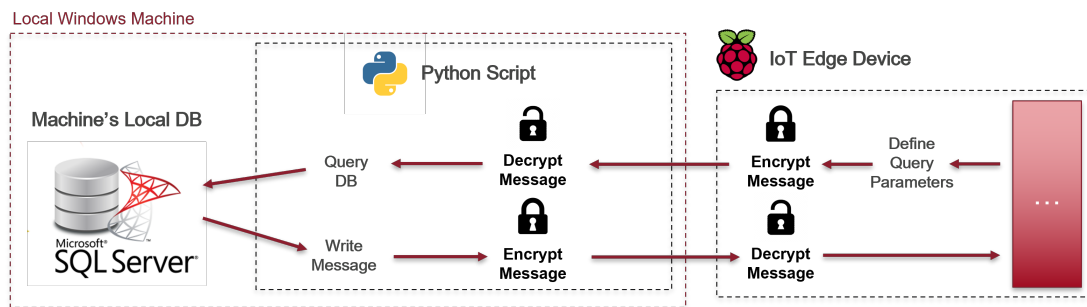 Local Windows Machine
Python Script
IoT Edge Device
Machine's Local DB
Query
DB
Decrypt
Message
Encrypt
Message
Define
Query
Parameters
...
Microsoft®
SQL Server®
™
Write
Message
Encrypt
Message
Decrypt
Message